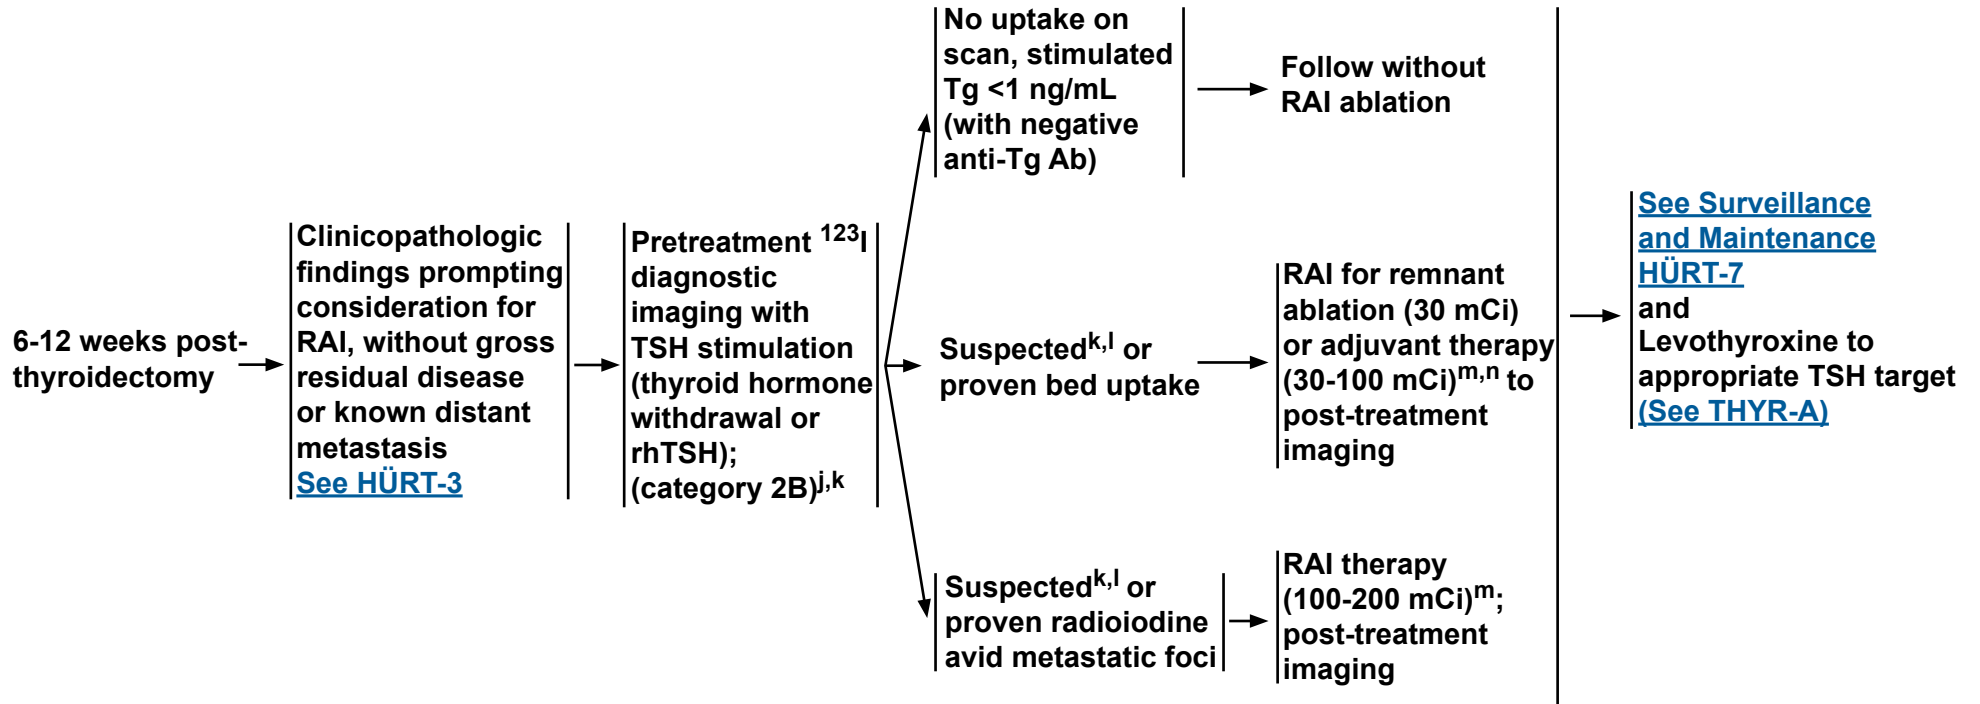 6-12 weeks post-
thyroidectomy
Clinicopathologic
findings prompting
consideration for
RAI, without gross
residual disease
or known distant
metastasis
See HÜRT-3
Pretreatment ¹²³I
diagnostic
imaging with
TSH stimulation
(thyroid hormone
withdrawal or
rhTSH);
(category 2B)j,k
No uptake on
scan, stimulated
Tg <1 ng/mL
(with negative
anti-Tg Ab)
Follow without
RAI ablation
Suspectedk,l or
proven bed uptake
RAI for remnant
ablation (30 mCi)
or adjuvant therapy
(30-100 mCi)m,n to
post-treatment
imaging
Suspectedk,l or
proven radioiodine
avid metastatic foci
RAI therapy
(100-200 mCi)m;
post-treatment
imaging
See Surveillance
and Maintenance
HÜRT-7
and
Levothyroxine to
appropriate TSH target
(See THYR-A)